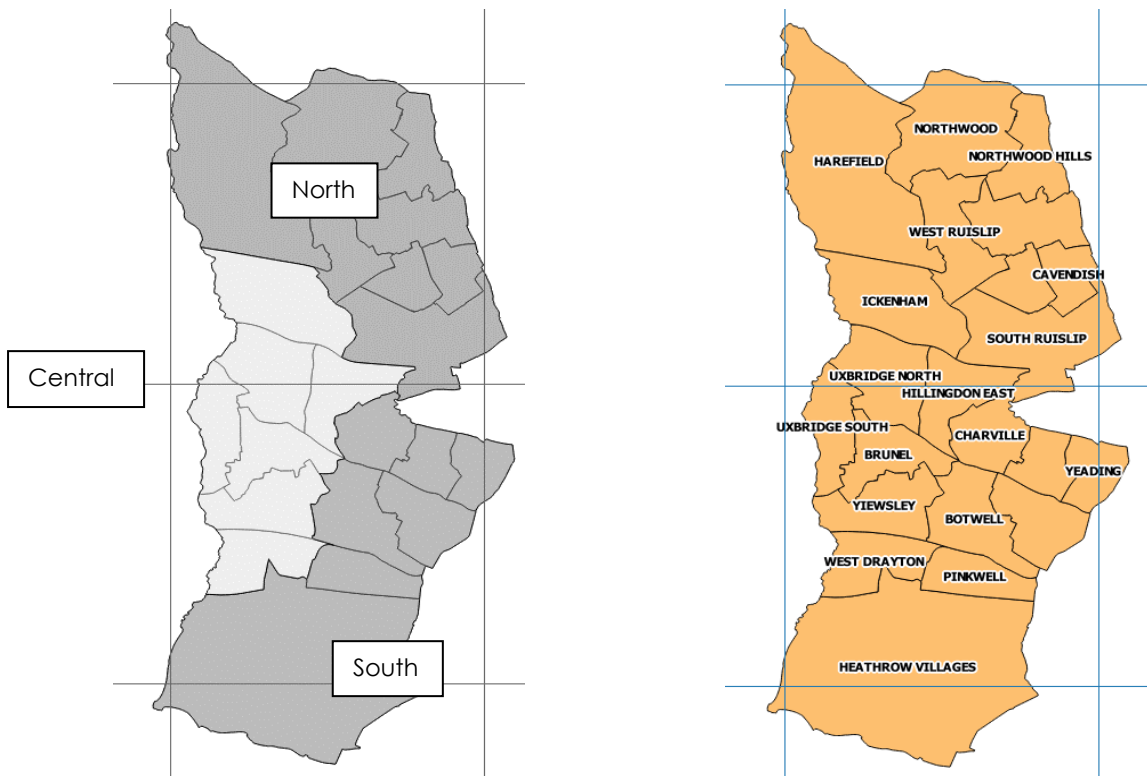 North
Central
South
NORTHWOOD
NORTHWOOD HILLS
HAREFIELD
WEST RUISLIP
CAVENDISH
ICKENHAM
SOUTH RUISLIP
UXBRIDGE NORTH
HILLINGDON EAST
UXBRIDGE SOUTH
CHARVILLE
BRUNEL
YEADING
YIEWSLEY
BOTWELL
WEST DRAYTON
PINKWELL
HEATHROW VILLAGES